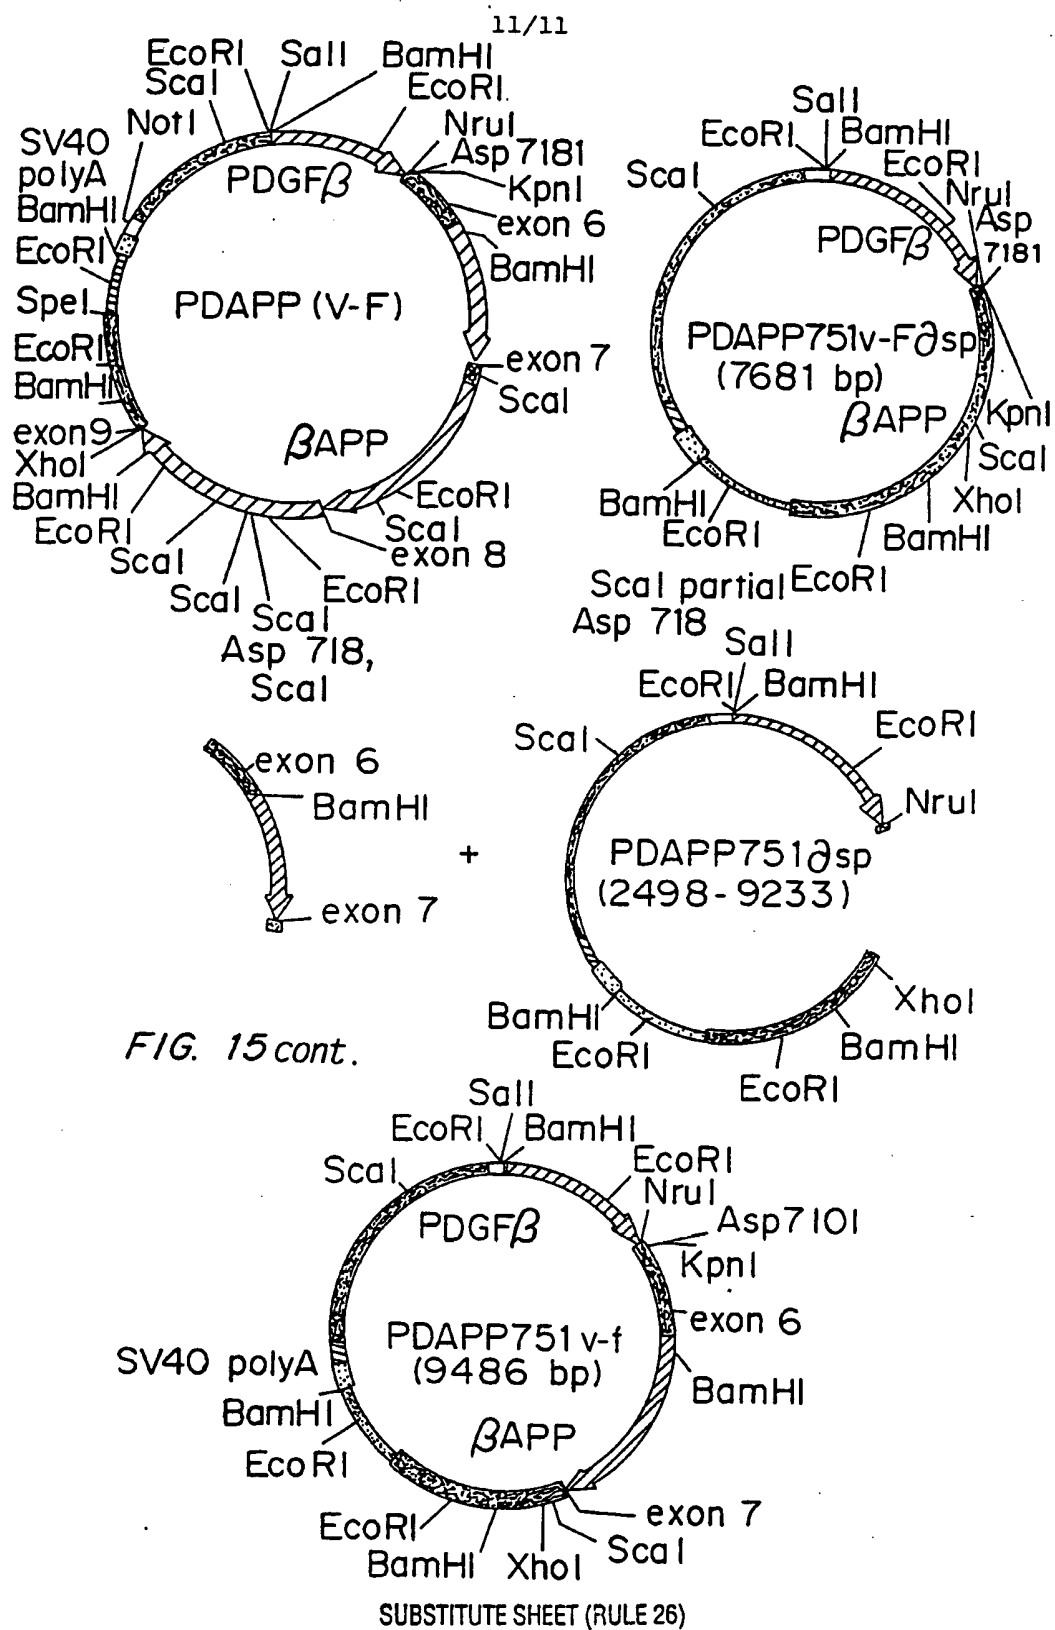 11/11
EcoRI
SalI
BamHI
ScaI
EcoRI.
NotI
NruI
SV40
polyA
Asp 7181
KpnI
PDGFβ
exon 6
BamHI
BamHI
EcoRI
SpeI
PDAPP (V-F)
EcoRI
exon 7
BamHI
ScaI
exon 9
βAPP
XhoI
BamHI
EcoRI
EcoRI
ScaI
ScaI
exon 8
ScaI
EcoRI
ScaI
Asp 718,
ScaI
SalI
EcoRI
BamHI
EcoRI
ScaI
NruI
Asp
7181
PDGFβ
PDAPP751v-F∂sp
(7681 bp)
βAPP
KpnI
ScaI
XhoI
BamHI
BamHI
EcoRI
EcoRI
ScaI partial
Asp 718
exon 6
BamHI
+
exon 7
SalI
EcoRI
BamHI
ScaI
EcoRI
NruI
PDAPP751∂sp
(2498-9233)
XhoI
BamHI
EcoRI
BamHI
EcoRI
FIG. 15 cont.
SalI
EcoRI
BamHI
ScaI
EcoRI
NruI
PDGFβ
Asp7101
KpnI
exon 6
PDAPP751 v-f
(9486 bp)
SV40 polyA
BamHI
BamHI
βAPP
EcoRI
exon 7
EcoRI
ScaI
BamHI
XhoI
SUBSTITUTE SHEET (RULE 26)